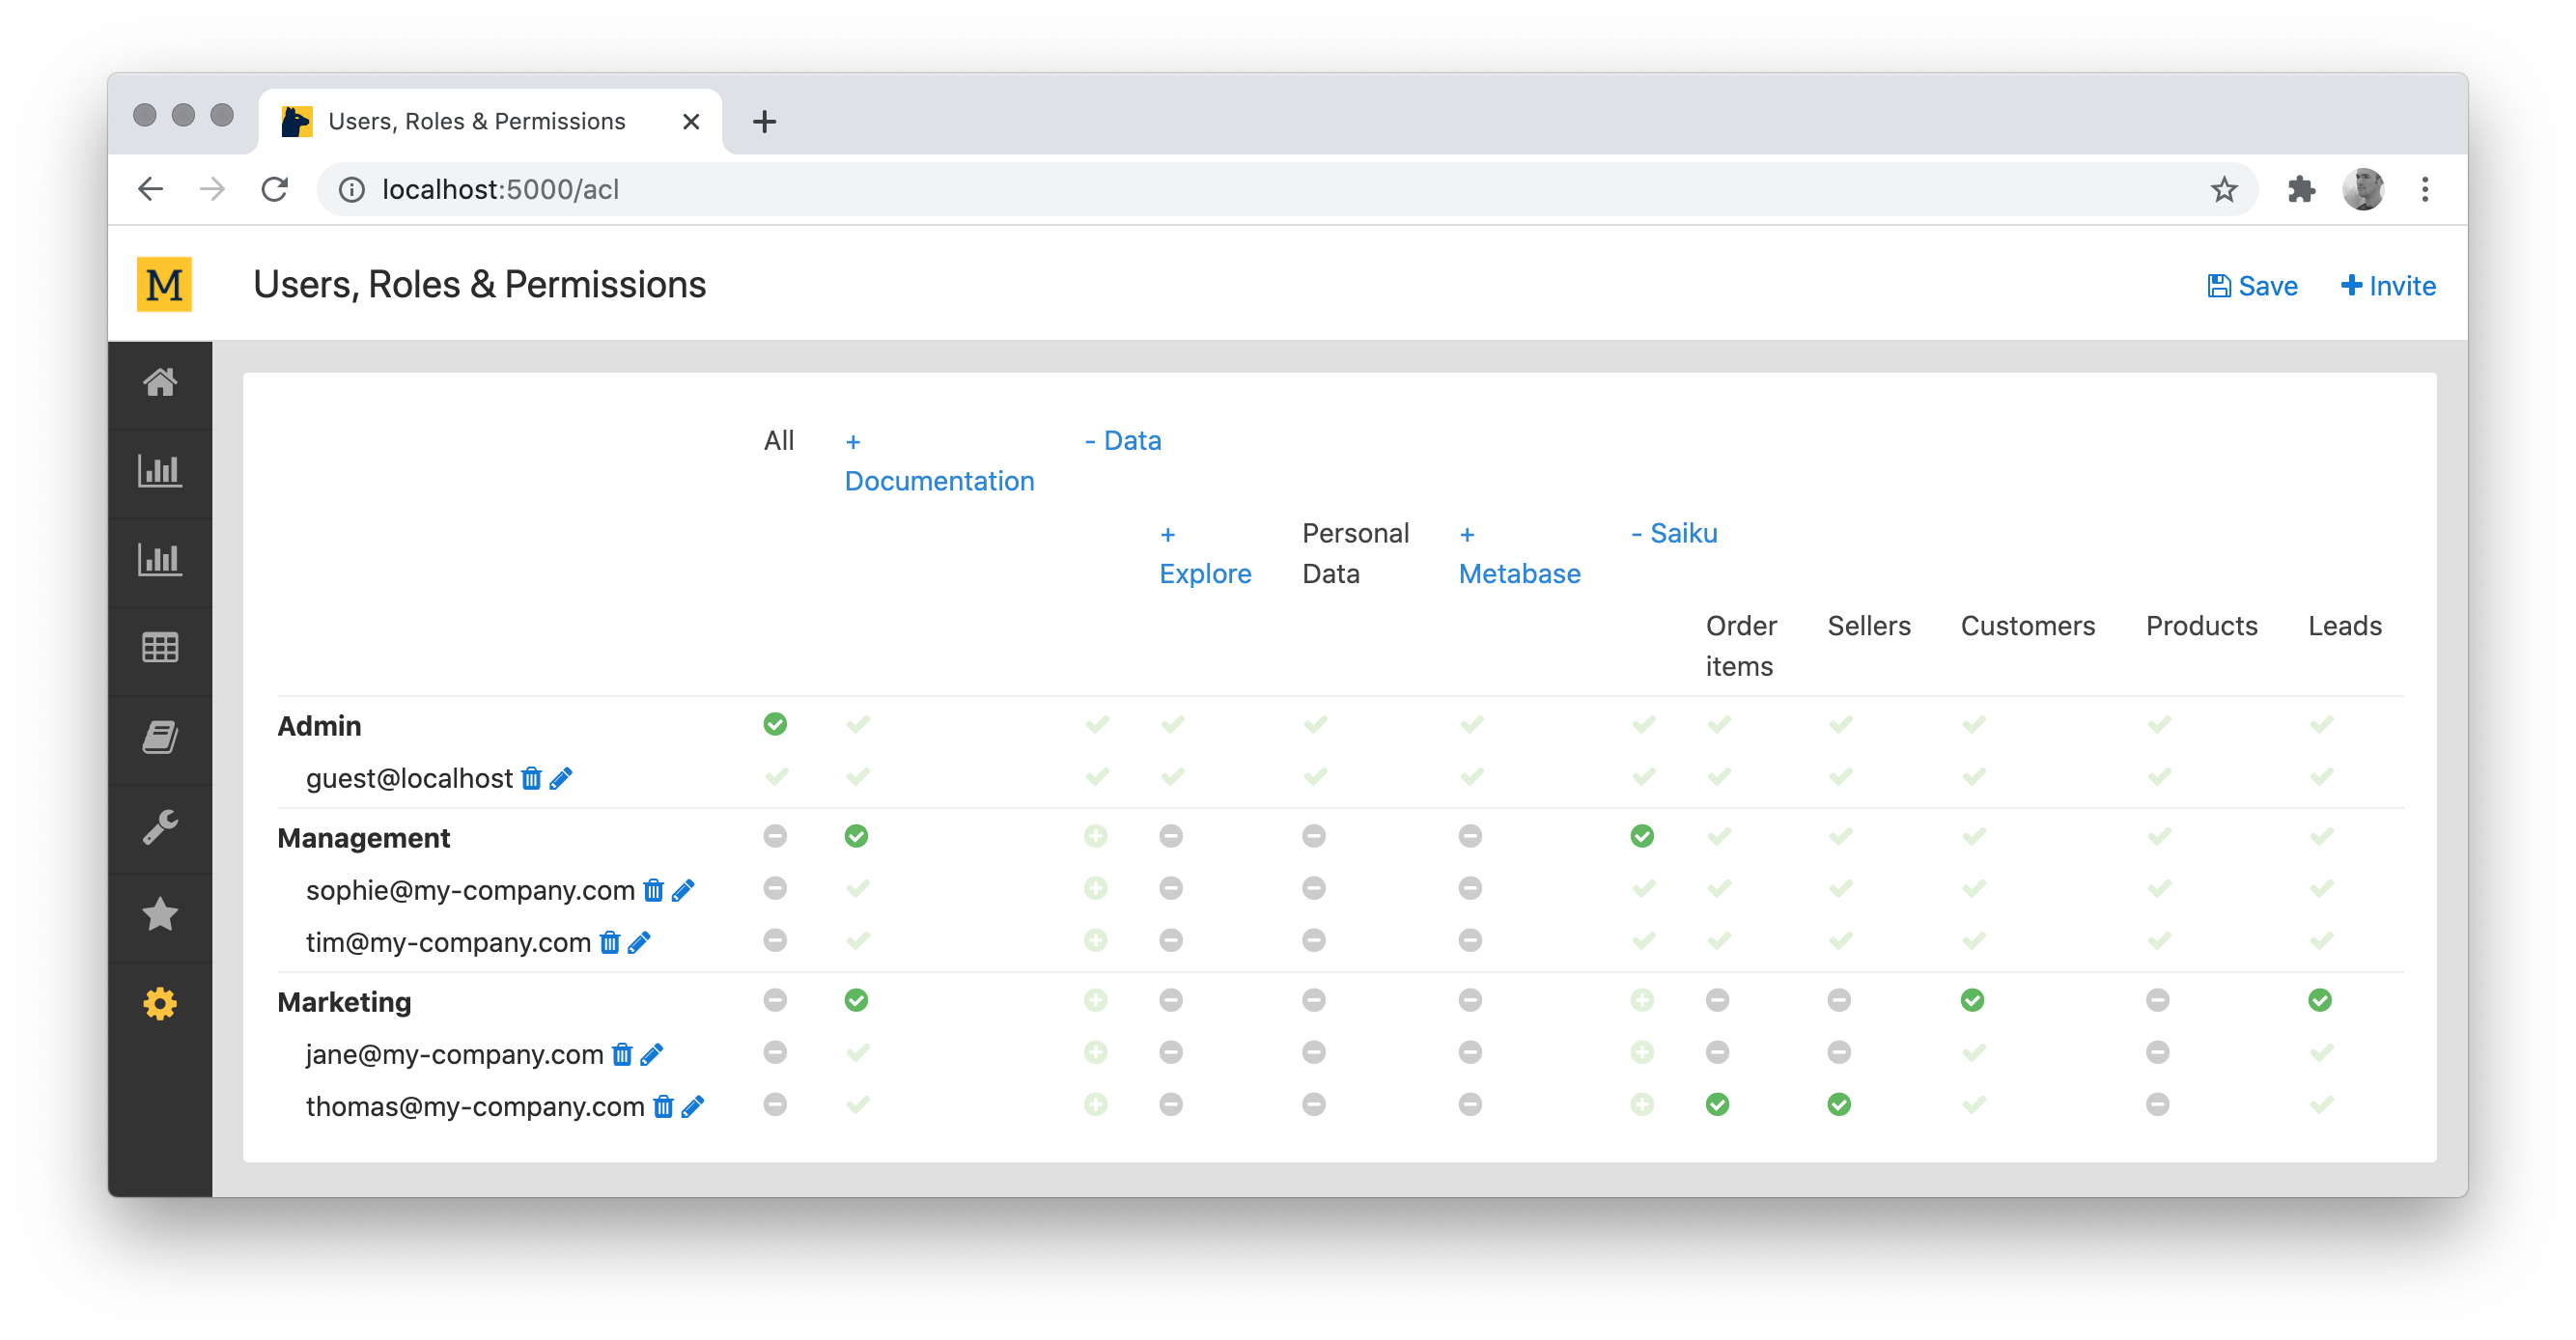 Users, Roles & Permissions
localhost:5000/acl
M
Users, Roles & Permissions
Save
Invite
All
+
- Data
Documentation
+
Personal
+
- Saiku
Explore
Data
Metabase
Order
Sellers
Customers
Products
Leads
items
Admin
guest@localhost
Management
sophie@my-company.com
tim@my-company.com
Marketing
jane@my-company.com
thomas@my-company.com